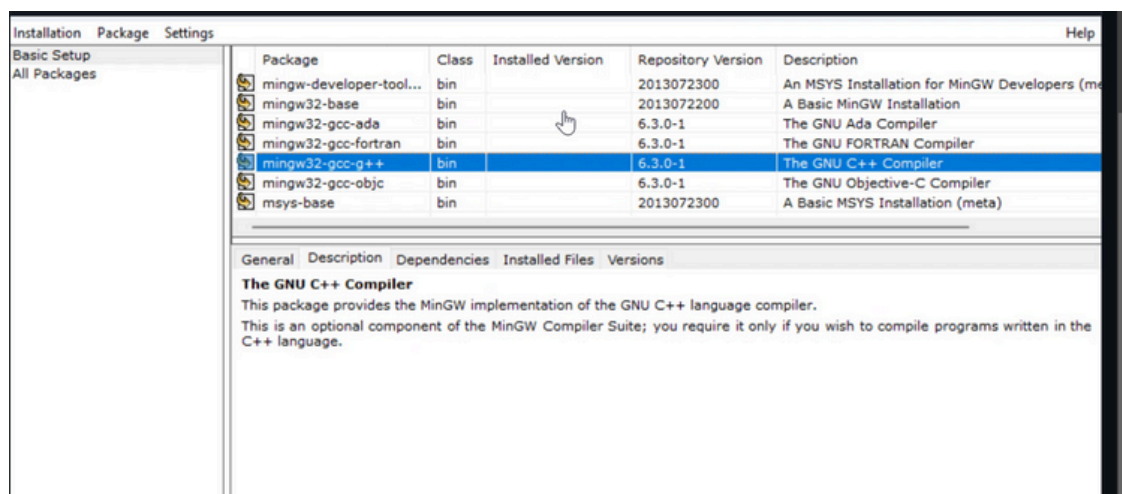 Installation Package Settings Help
Basic Setup
All Packages
Package Class Installed Version Repository Version Description
mingw-developer-tool... bin 2013072300 An MSYS Installation for MinGW Developers (me
mingw32-base bin 2013072200 A Basic MinGW Installation
mingw32-gcc-ada bin 6.3.0-1 The GNU Ada Compiler
mingw32-gcc-fortran bin 6.3.0-1 The GNU FORTRAN Compiler
mingw32-gcc-g++ bin 6.3.0-1 The GNU C++ Compiler
mingw32-gcc-objc bin 6.3.0-1 The GNU Objective-C Compiler
msys-base bin 2013072300 A Basic MSYS Installation (meta)
General Description Dependencies Installed Files Versions
The GNU C++ Compiler
This package provides the MinGW implementation of the GNU C++ language compiler.
This is an optional component of the MinGW Compiler Suite; you require it only if you wish to compile programs written in the
C++ language.